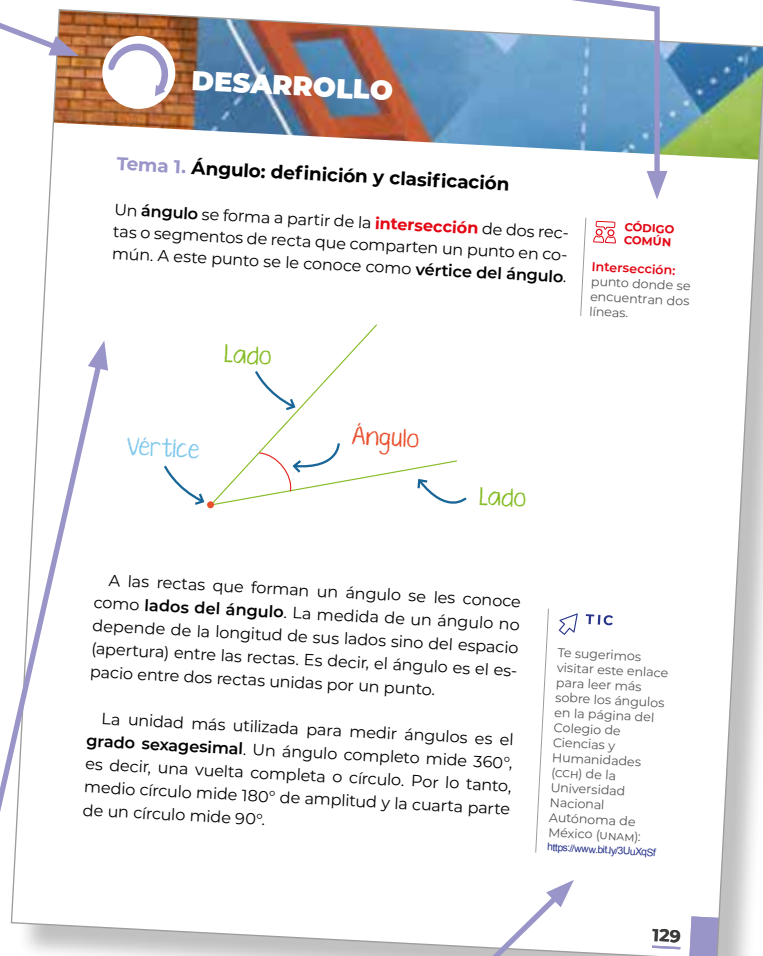 DESARROLLO
Tema 1. Ángulo: definición y clasificación
Un ángulo se forma a partir de la intersección de dos rec-
tas o segmentos de recta que comparten un punto en co-
mún. A este punto se le conoce como vértice del ángulo.
CÓDIGO
COMÚN
Intersección:
punto donde se
encuentran dos
líneas.
Lado
Ángulo
Vértice
Lado
A las rectas que forman un ángulo se les conoce
como lados del ángulo. La medida de un ángulo no
depende de la longitud de sus lados sino del espacio
(apertura) entre las rectas. Es decir, el ángulo es el es-
pacio entre dos rectas unidas por un punto.
La unidad más utilizada para medir ángulos es el
grado sexagesimal. Un ángulo completo mide 360°,
es decir, una vuelta completa o círculo. Por lo tanto,
medio círculo mide 180° de amplitud y la cuarta parte
de un círculo mide 90°.
TIC
Te sugerimos
visitar este enlace
para leer más
sobre los ángulos
en la página del
Colegio de
Ciencias y
Humanidades
(CCH) de la
Universidad
Nacional
Autónoma de
México (UNAM):
https://www.bit.ly/3UuXqSf
129